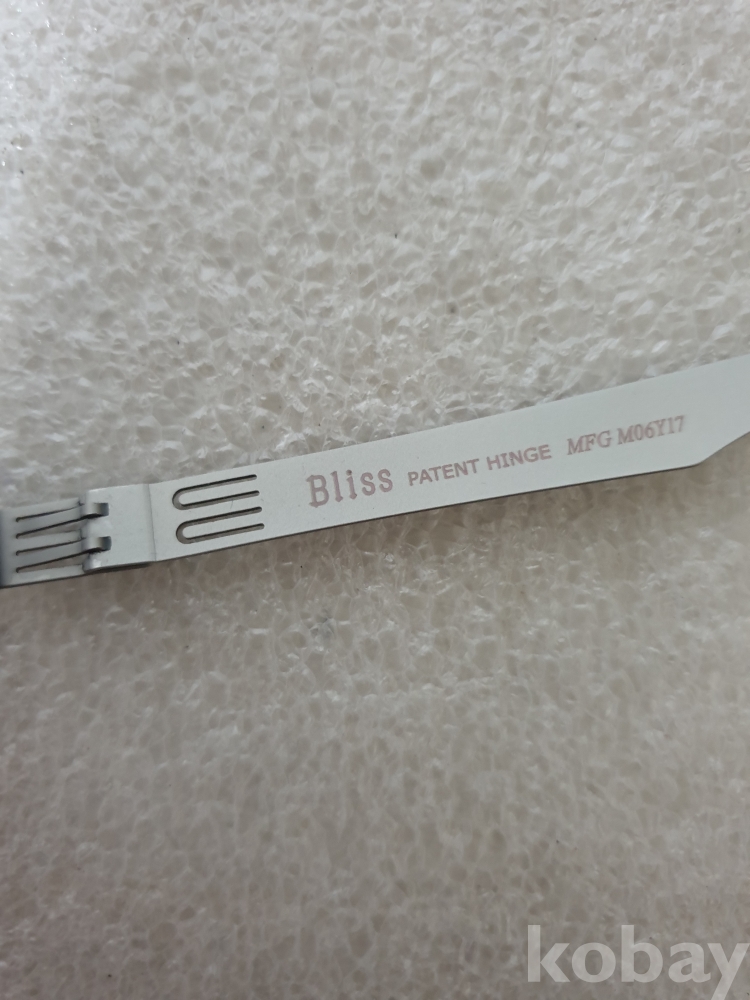 Bliss PATENT HINGE MFG M06Y17
kobay